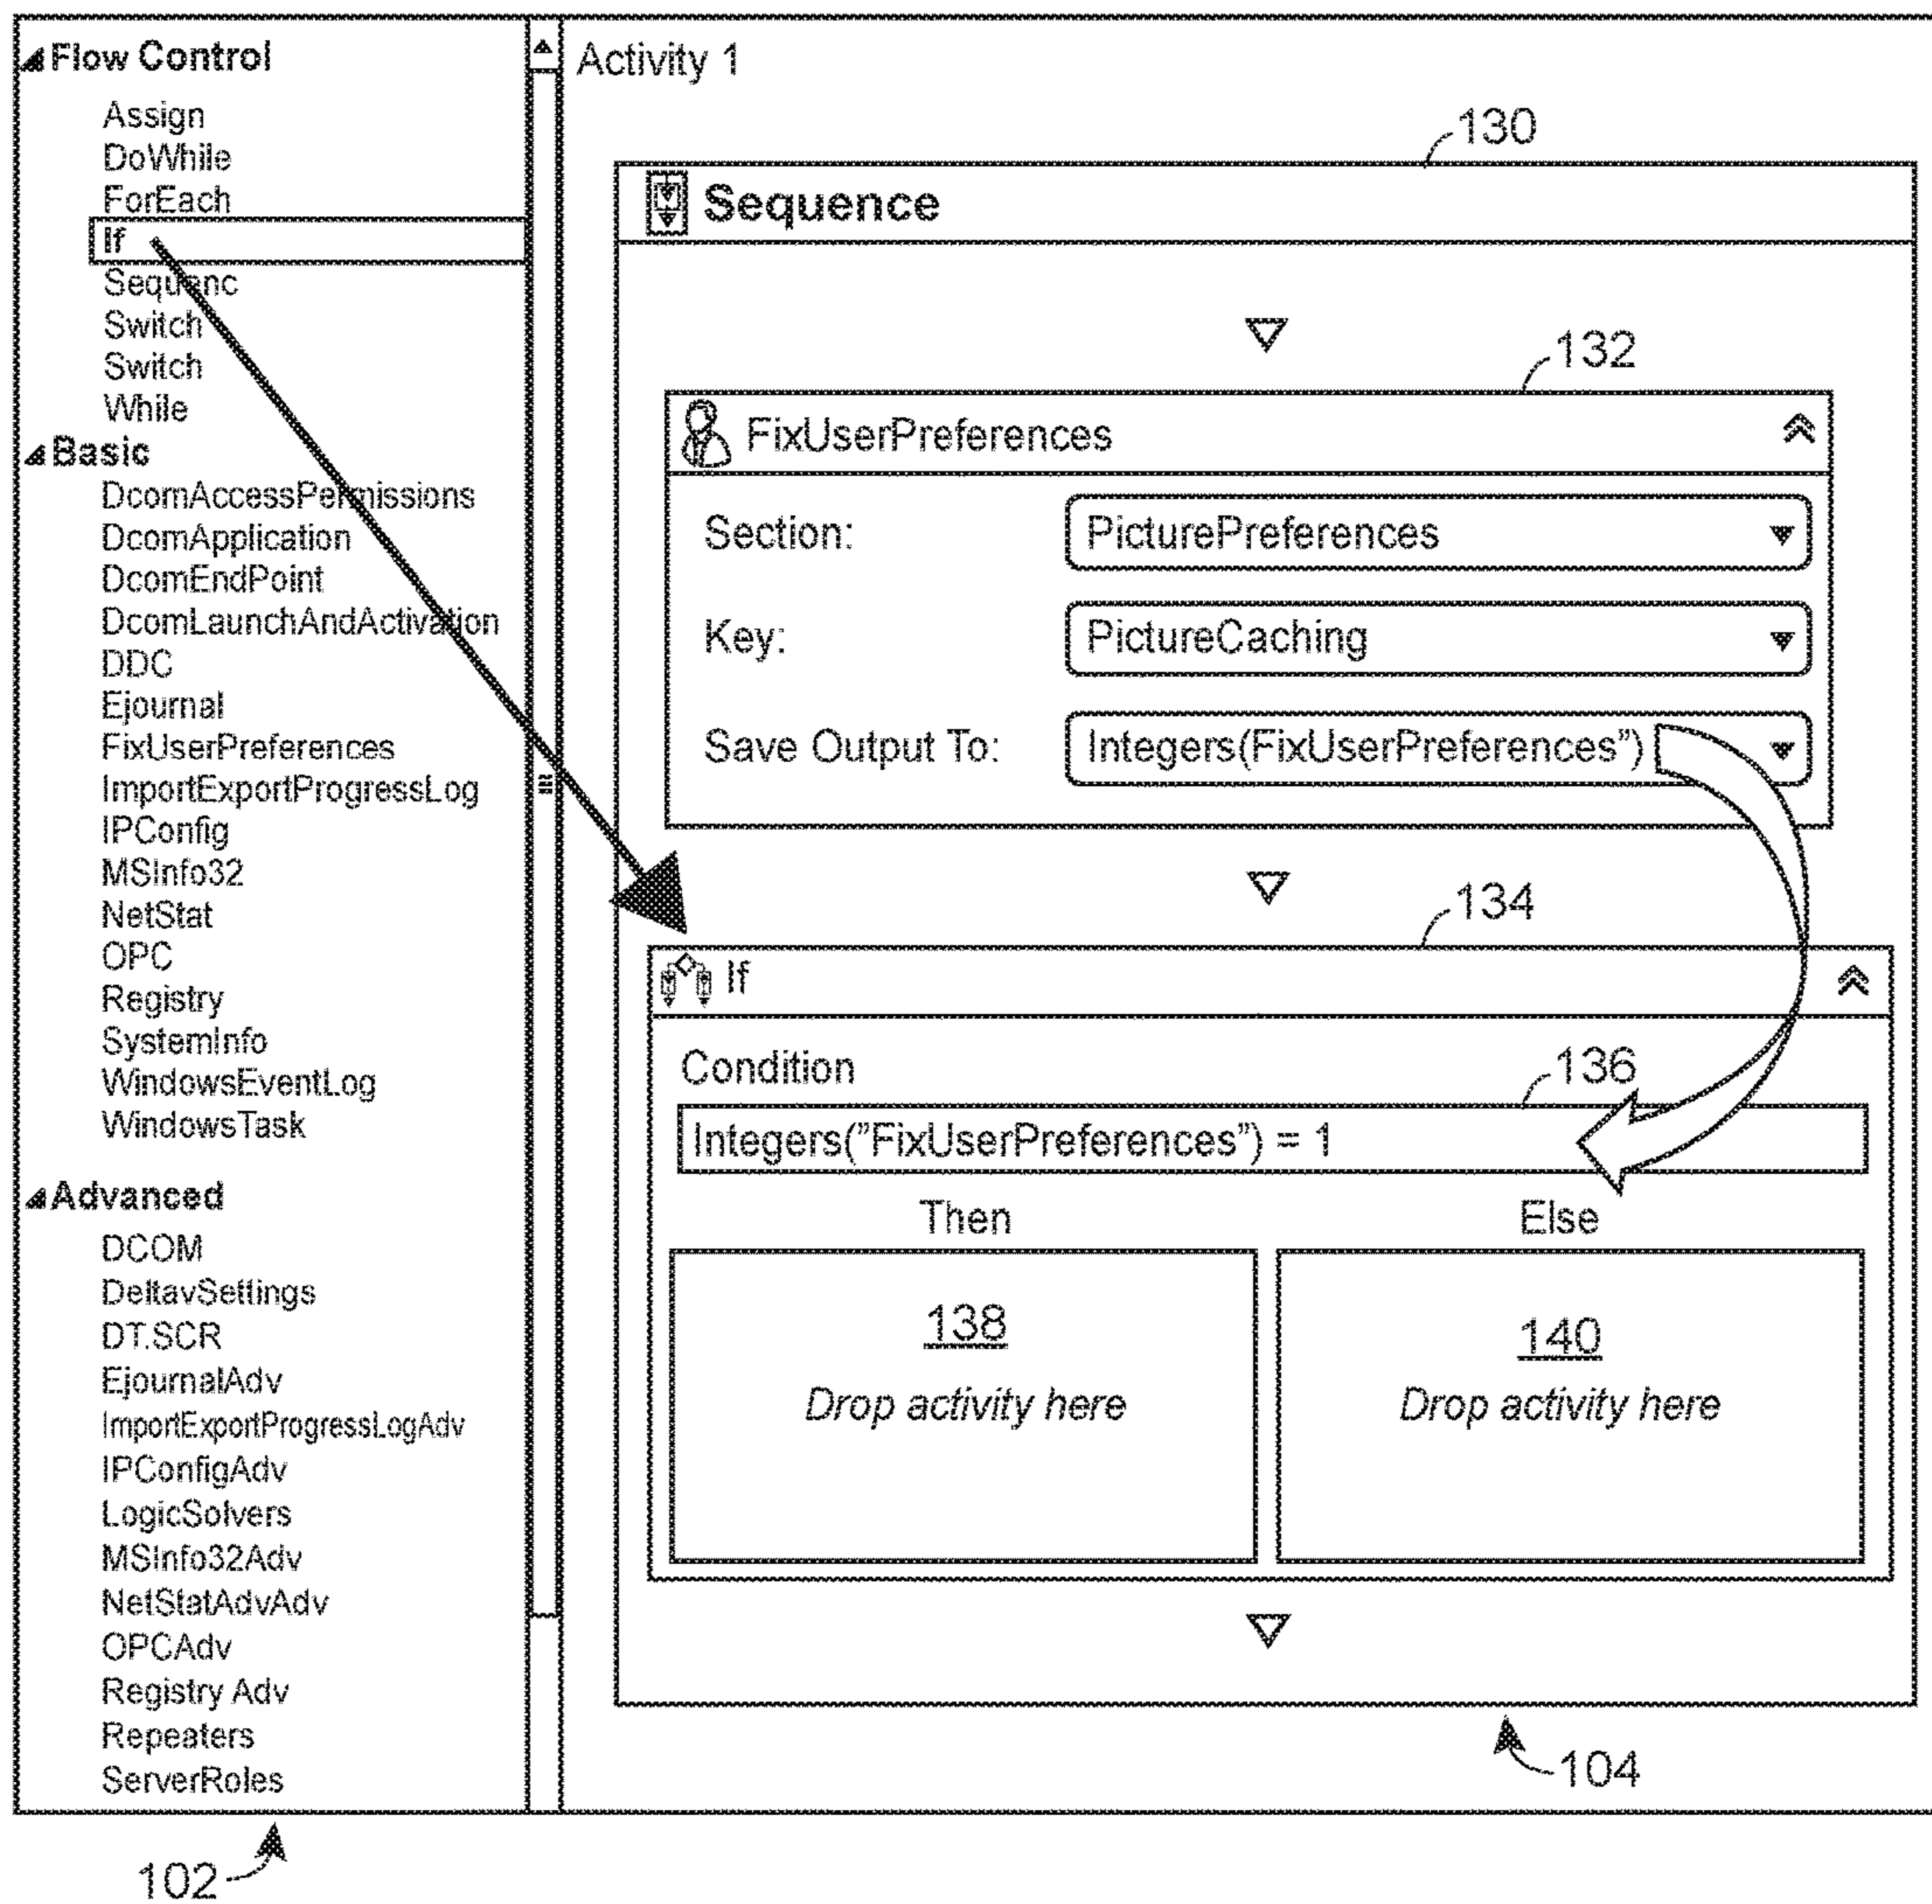 Flow Control
Assign
DoWhile
ForEach
If
Sequenc
Switch
Switch
While
Basic
DcomAccessPermissions
DcomApplication
DcomEndPoint
DcomLaunchAndActivation
DDC
Ejournal
FixUserPreferences
ImportExportProgressLog
IPConfig
MSInfo32
NetStat
OPC
Registry
SystemInfo
WindowsEventLog
WindowsTask
Advanced
DCOM
DeltavSettings
DT.SCR
EjournalAdv
ImportExportProgressLogAdv
IPConfigAdv
LogicSolvers
MSInfo32Adv
NetStatAdvAdv
OPCAdv
Registry Adv
Repeaters
ServerRoles
102
Activity 1
130
Sequence
132
FixUserPreferences
Section: PicturePreferences
Key: PictureCaching
Save Output To: Integers(FixUserPreferences”)
134
If
Condition
136
Integers(”FixUserPreferences”) = 1
Then Else
138 140
Drop activity here Drop activity here
104